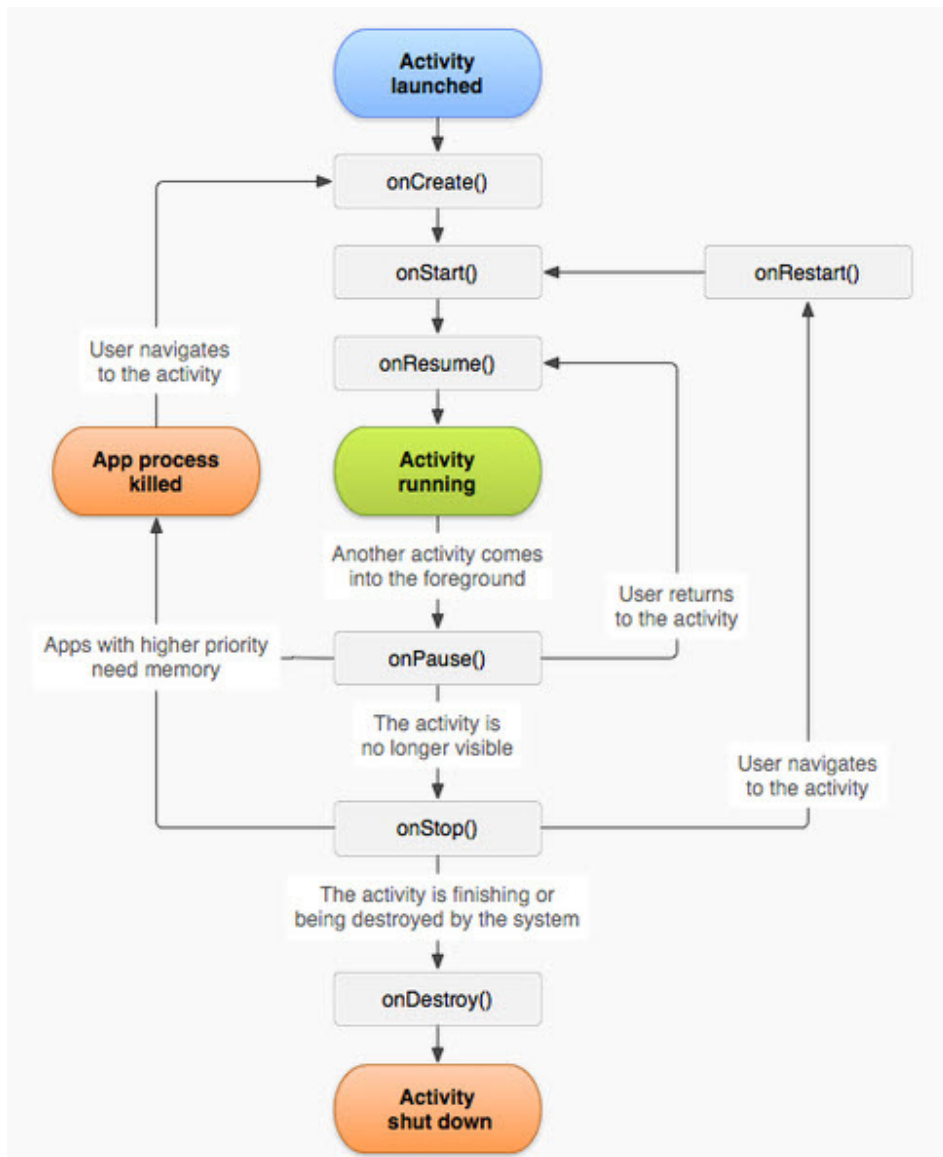 Activity
launched
onCreate()
onStart()
onRestart()
User navigates
to the activity
onResume()
App process
killed
Activity
running
Another activity comes
into the foreground
User returns
to the activity
Apps with higher priority
need memory
onPause()
The activity is
no longer visible
User navigates
to the activity
onStop()
The activity is finishing or
being destroyed by the system
onDestroy()
Activity
shut down